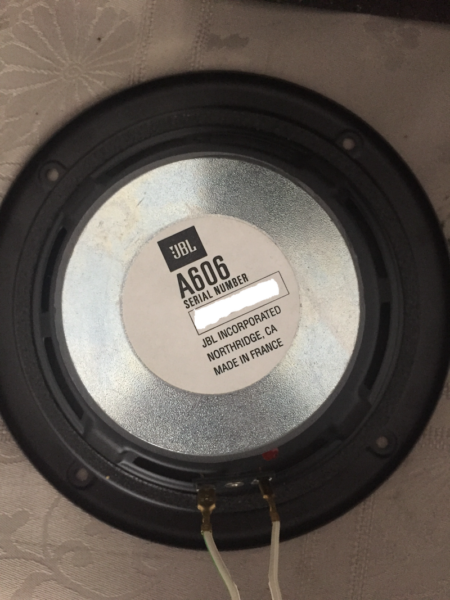 JBL
A606
SERIAL NUMBER
JBL INCORPORATED
NORTHRIDGE, CA
MADE IN FRANCE